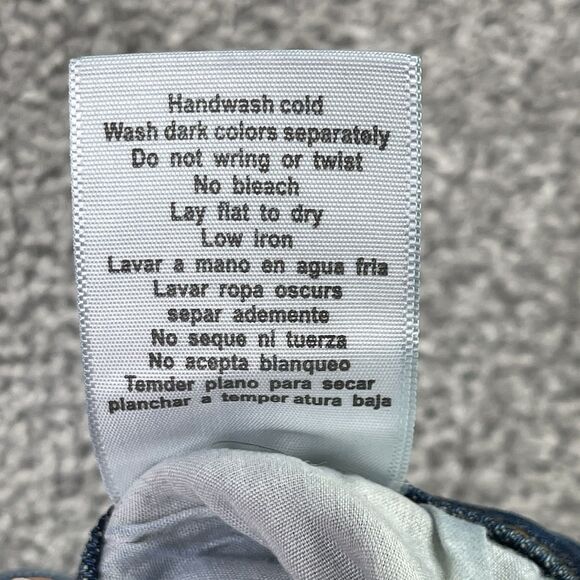 Handwash cold
Wash dark colors separately
Do not wring or twist
No bleach
Lay flat to dry
Low iron
Lavar a mano en agua fria
Lavar ropa oscurs
separ ademente
No seque ni tuerza
No acepta blanqueo
Temder plano para secar
planchar a temper atura baja